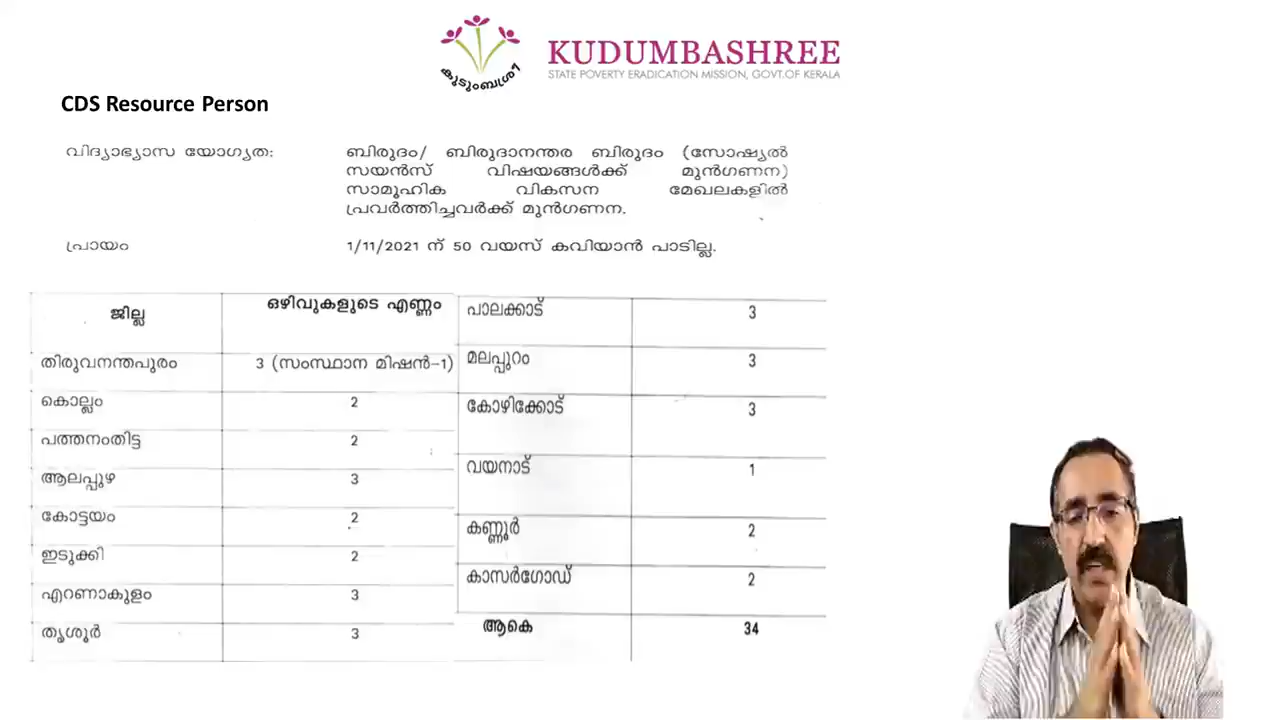 കുടുംബശ്രീ
KUDUMBASHREE
STATE POVERTY ERADICATION MISSION, GOVT.OF KERALA
CDS Resource Person
വിദ്യാഭ്യാസ യോഗ്യത: ബിരുദം/ ബിരുദാനന്തര ബിരുദം (സോഷ്യൽ
സയൻസ് വിഷയങ്ങൾക്ക് മുൻഗണന)
സാമൂഹിക വികസന മേഖലകളിൽ
പ്രവർത്തിച്ചവർക്ക് മുൻഗണന.
പ്രായം 1/11/2021 ന് 50 വയസ് കവിയാൻ പാടില്ല.
ജില്ല ഒഴിവുകളുടെ എണ്ണം
തിരുവനന്തപുരം 3 (സംസ്ഥാന മിഷൻ-1)
കൊല്ലം 2
പത്തനംതിട്ട 2
ആലപ്പുഴ 3
കോട്ടയം 2
ഇടുക്കി 2
എറണാകുളം 3
തൃശൂർ 3
പാലക്കാട് 3
മലപ്പുറം 3
കോഴിക്കോട് 3
വയനാട് 1
കണ്ണൂർ 2
കാസർഗോഡ് 2
ആകെ 34